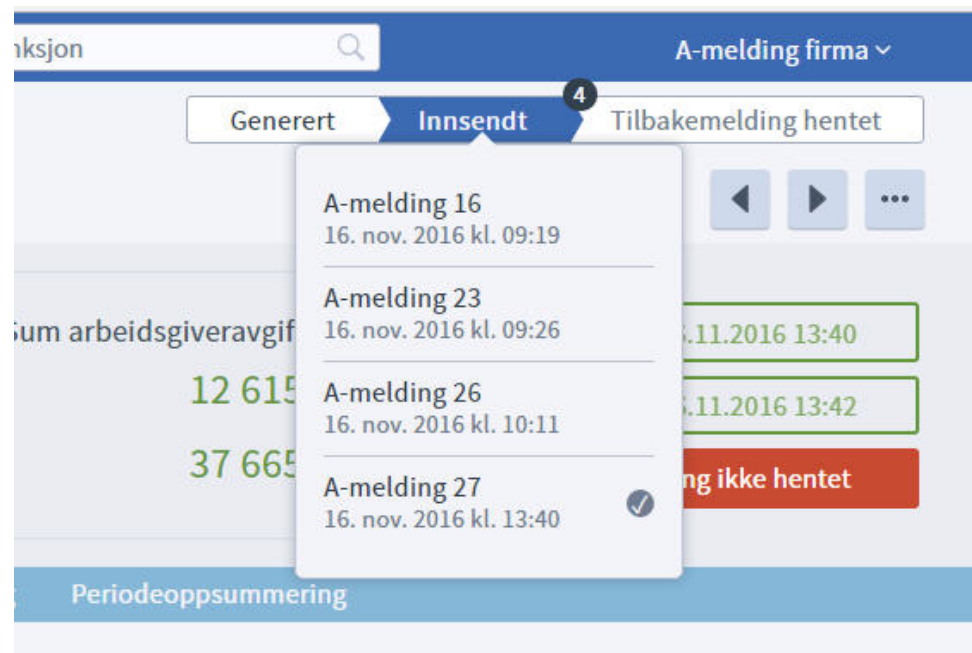 nksjon
A-melding firma
Generert
Innsendt
4
Tilbakemelding hentet
A-melding 16
16. nov. 2016 kl. 09:19
A-melding 23
16. nov. 2016 kl. 09:26
Sum arbeidsgiveravgif
.11.2016 13:40
12 615
A-melding 26
16. nov. 2016 kl. 10:11
.11.2016 13:42
37 665
A-melding 27
16. nov. 2016 kl. 13:40
ng ikke hentet
Periodeoppsummering